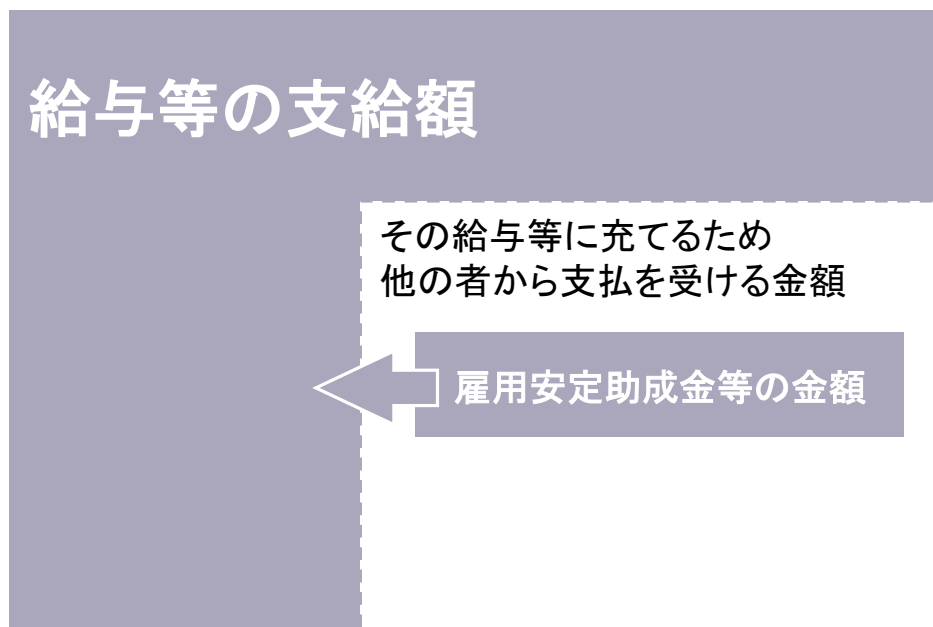 給与等の支給額
その給与等に充てるため
他の者から支払を受ける金額
雇用安定助成金等の金額